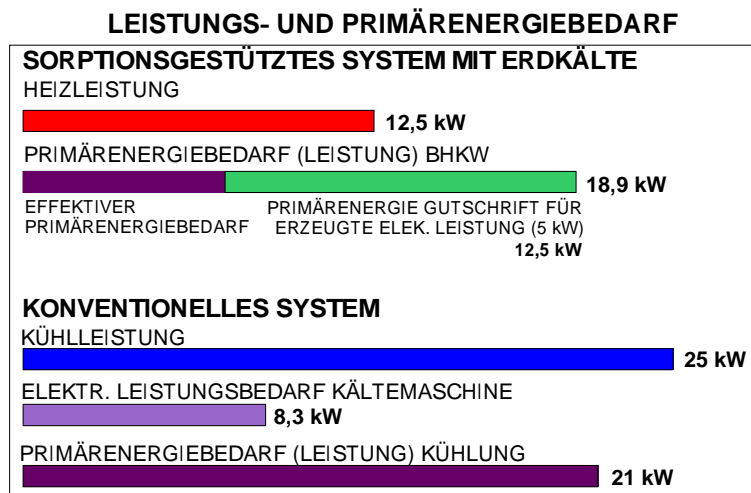 LEISTUNGS- UND PRIMÄRENERGIEBEDARF
SORPTIONSGESTÜTZTES SYSTEM MIT ERDKÄLTE
HEIZLEISTUNG
12,5 kW
PRIMÄRENERGIEBEDARF (LEISTUNG) BHKW
18,9 kW
EFFEKTIVER
PRIMÄRENERGIEBEDARF
PRIMÄRENERGIE GUTSCHRIFT FÜR
ERZEUGTE ELEK. LEISTUNG (5 kW)
12,5 kW
KONVENTIONELLES SYSTEM
KÜHLLEISTUNG
25 kW
ELEKTR. LEISTUNGSBEDARF KÄLTEMASCHINE
8,3 kW
PRIMÄRENERGIEBEDARF (LEISTUNG) KÜHLUNG
21 kW